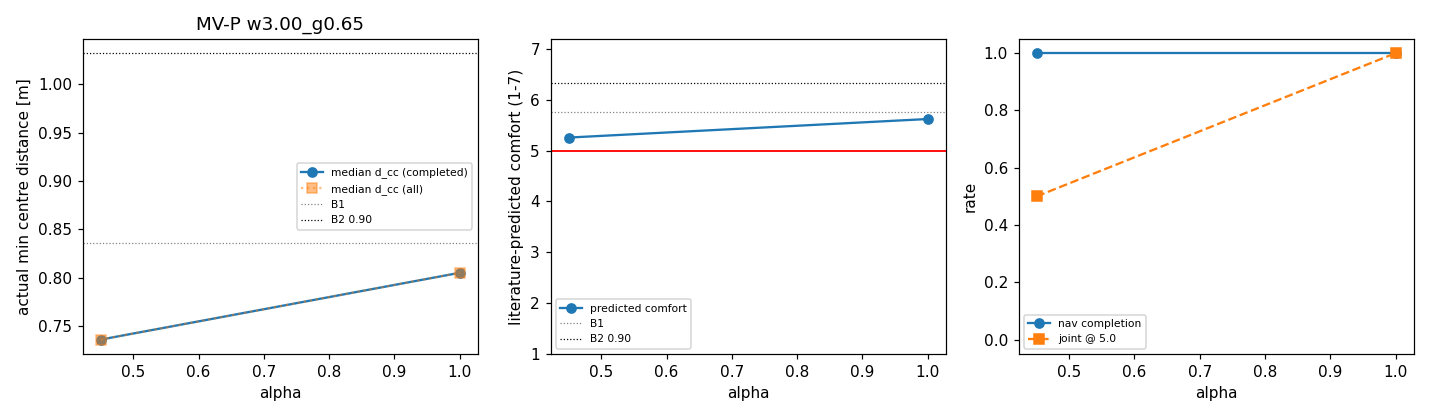 MV-P w3.00_g0.65
actual min centre distance [m]
1.00
0.95
0.90
0.85
0.80
0.75
median d_cc (completed)
median d_cc (all)
B1
B2 0.90
0.5
0.6
0.7
0.8
0.9
1.0
alpha
literature-predicted comfort (1-7)
7
6
5
4
3
2
1
predicted comfort
B1
B2 0.90
0.5
0.6
0.7
0.8
0.9
1.0
alpha
rate
1.0
0.8
0.6
0.4
0.2
0.0
nav completion
joint @ 5.0
0.5
0.6
0.7
0.8
0.9
1.0
alpha